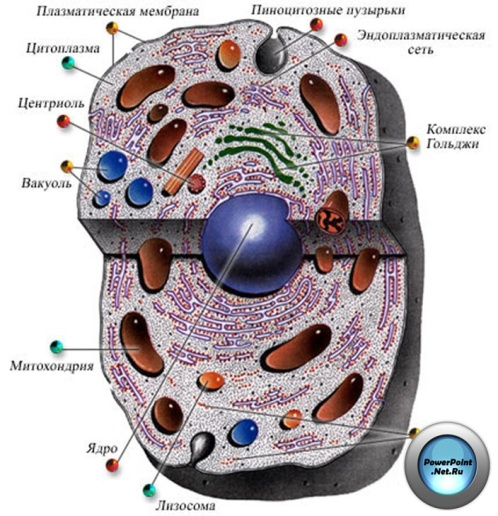 Плазматическая мембрана
Пиноцитозные пузырьки
Цитоплазма
Эндоплазматическая
сеть
Центриоль
Комплекс
Гольджи
Вакуоль
Митохондрия
Ядро
Лизосома
PowerPoint
.Net.Ru